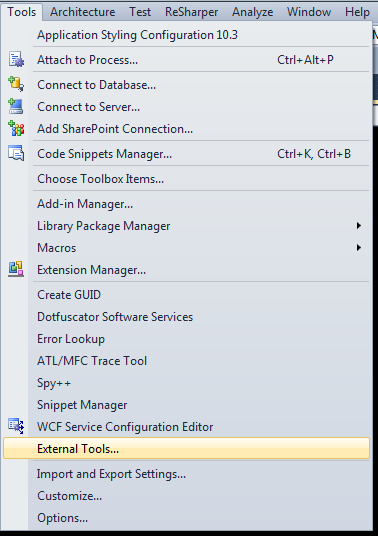 Tools Architecture Test ReSharper Analyze Window Help
Application Styling Configuration 10.3
Attach to Process... Ctrl+Alt+P
Connect to Database...
Connect to Server...
Add SharePoint Connection...
Code Snippets Manager... Ctrl+K, Ctrl+B
Choose Toolbox Items...
Add-in Manager...
Library Package Manager
Macros
Extension Manager...
Create GUID
Dotfuscator Software Services
Error Lookup
ATL/MFC Trace Tool
Spy++
Snippet Manager
WCF Service Configuration Editor
External Tools...
Import and Export Settings...
Customize...
Options...